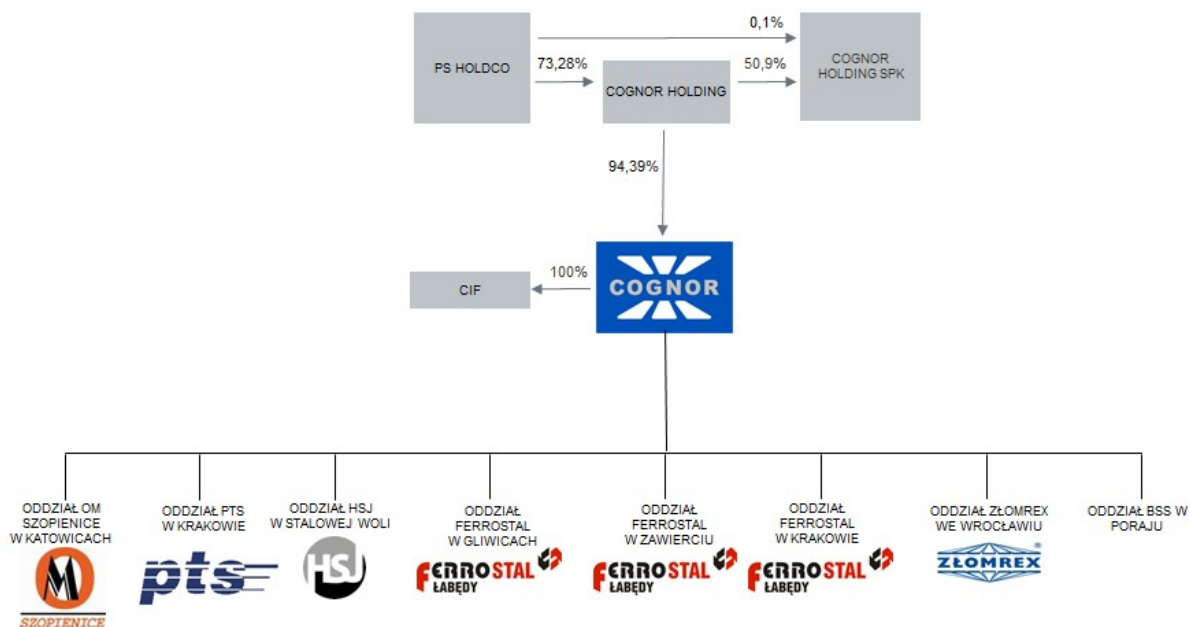 0,1%
PS HOLDCO
73,28%
COGNOR HOLDING
50,9%
COGNOR
HOLDING SPK
94,39%
CIF
100%
COGNOR
ODDZIAŁ OM
SZOPIENICE
W KATOWICACH
SZOPIENICE
ODDZIAŁ PTS
W KRAKOWIE
pts
ODDZIAŁ HSJ
W STALOWEJ WOLI
HSJ
ODDZIAŁ
FERROSTAL
W GLIWICACH
FERROSTAL
ŁABĘDY
ODDZIAŁ
FERROSTAL
W ZAWIERCIU
FERROSTAL
ŁABĘDY
ODDZIAŁ
FERROSTAL
W KRAKOWIE
FERROSTAL
ŁABĘDY
ODDZIAŁ ZŁOMREX
WE WROCŁAWIU
ZŁOMREX®
ODDZIAŁ BSS W
PORAJU